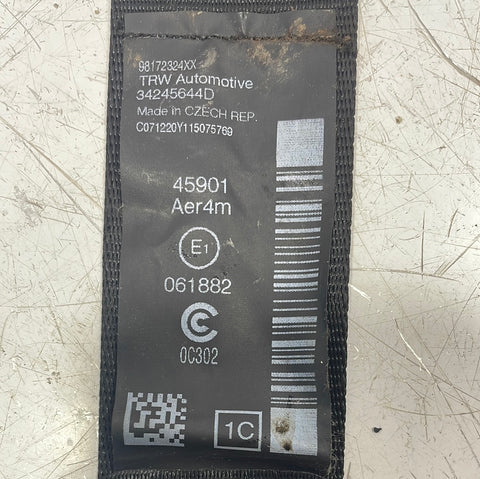 98172324XX
TRW Automotive
34245644D
Made in CZECH REP.
C071220Y115075769
45901
Aer4m
E1
061882
C
0C302
1C